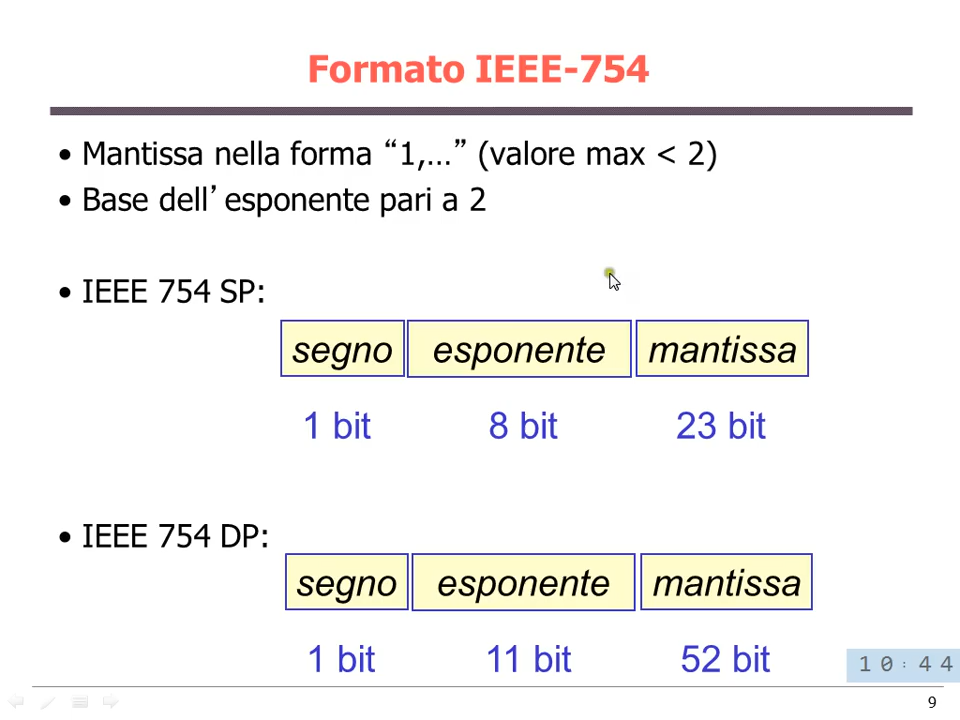 Formato IEEE-754
• Mantissa nella forma “1,…” (valore max < 2)
• Base dell’esponente pari a 2
• IEEE 754 SP:
segno esponente mantissa
1 bit 8 bit 23 bit
• IEEE 754 DP:
segno esponente mantissa
1 bit 11 bit 52 bit
10:44
9